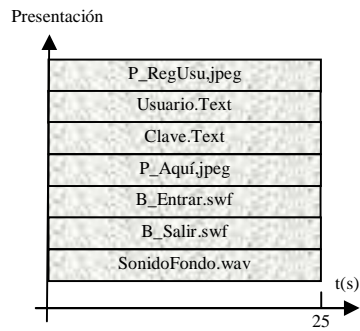 Presentación
P_RegUsu.jpeg
Usuario.Text
Clave.Text
P_Aquí.jpeg
B_Entrar.swf
B_Salir.swf
SonidoFondo.wav
t(s)
25